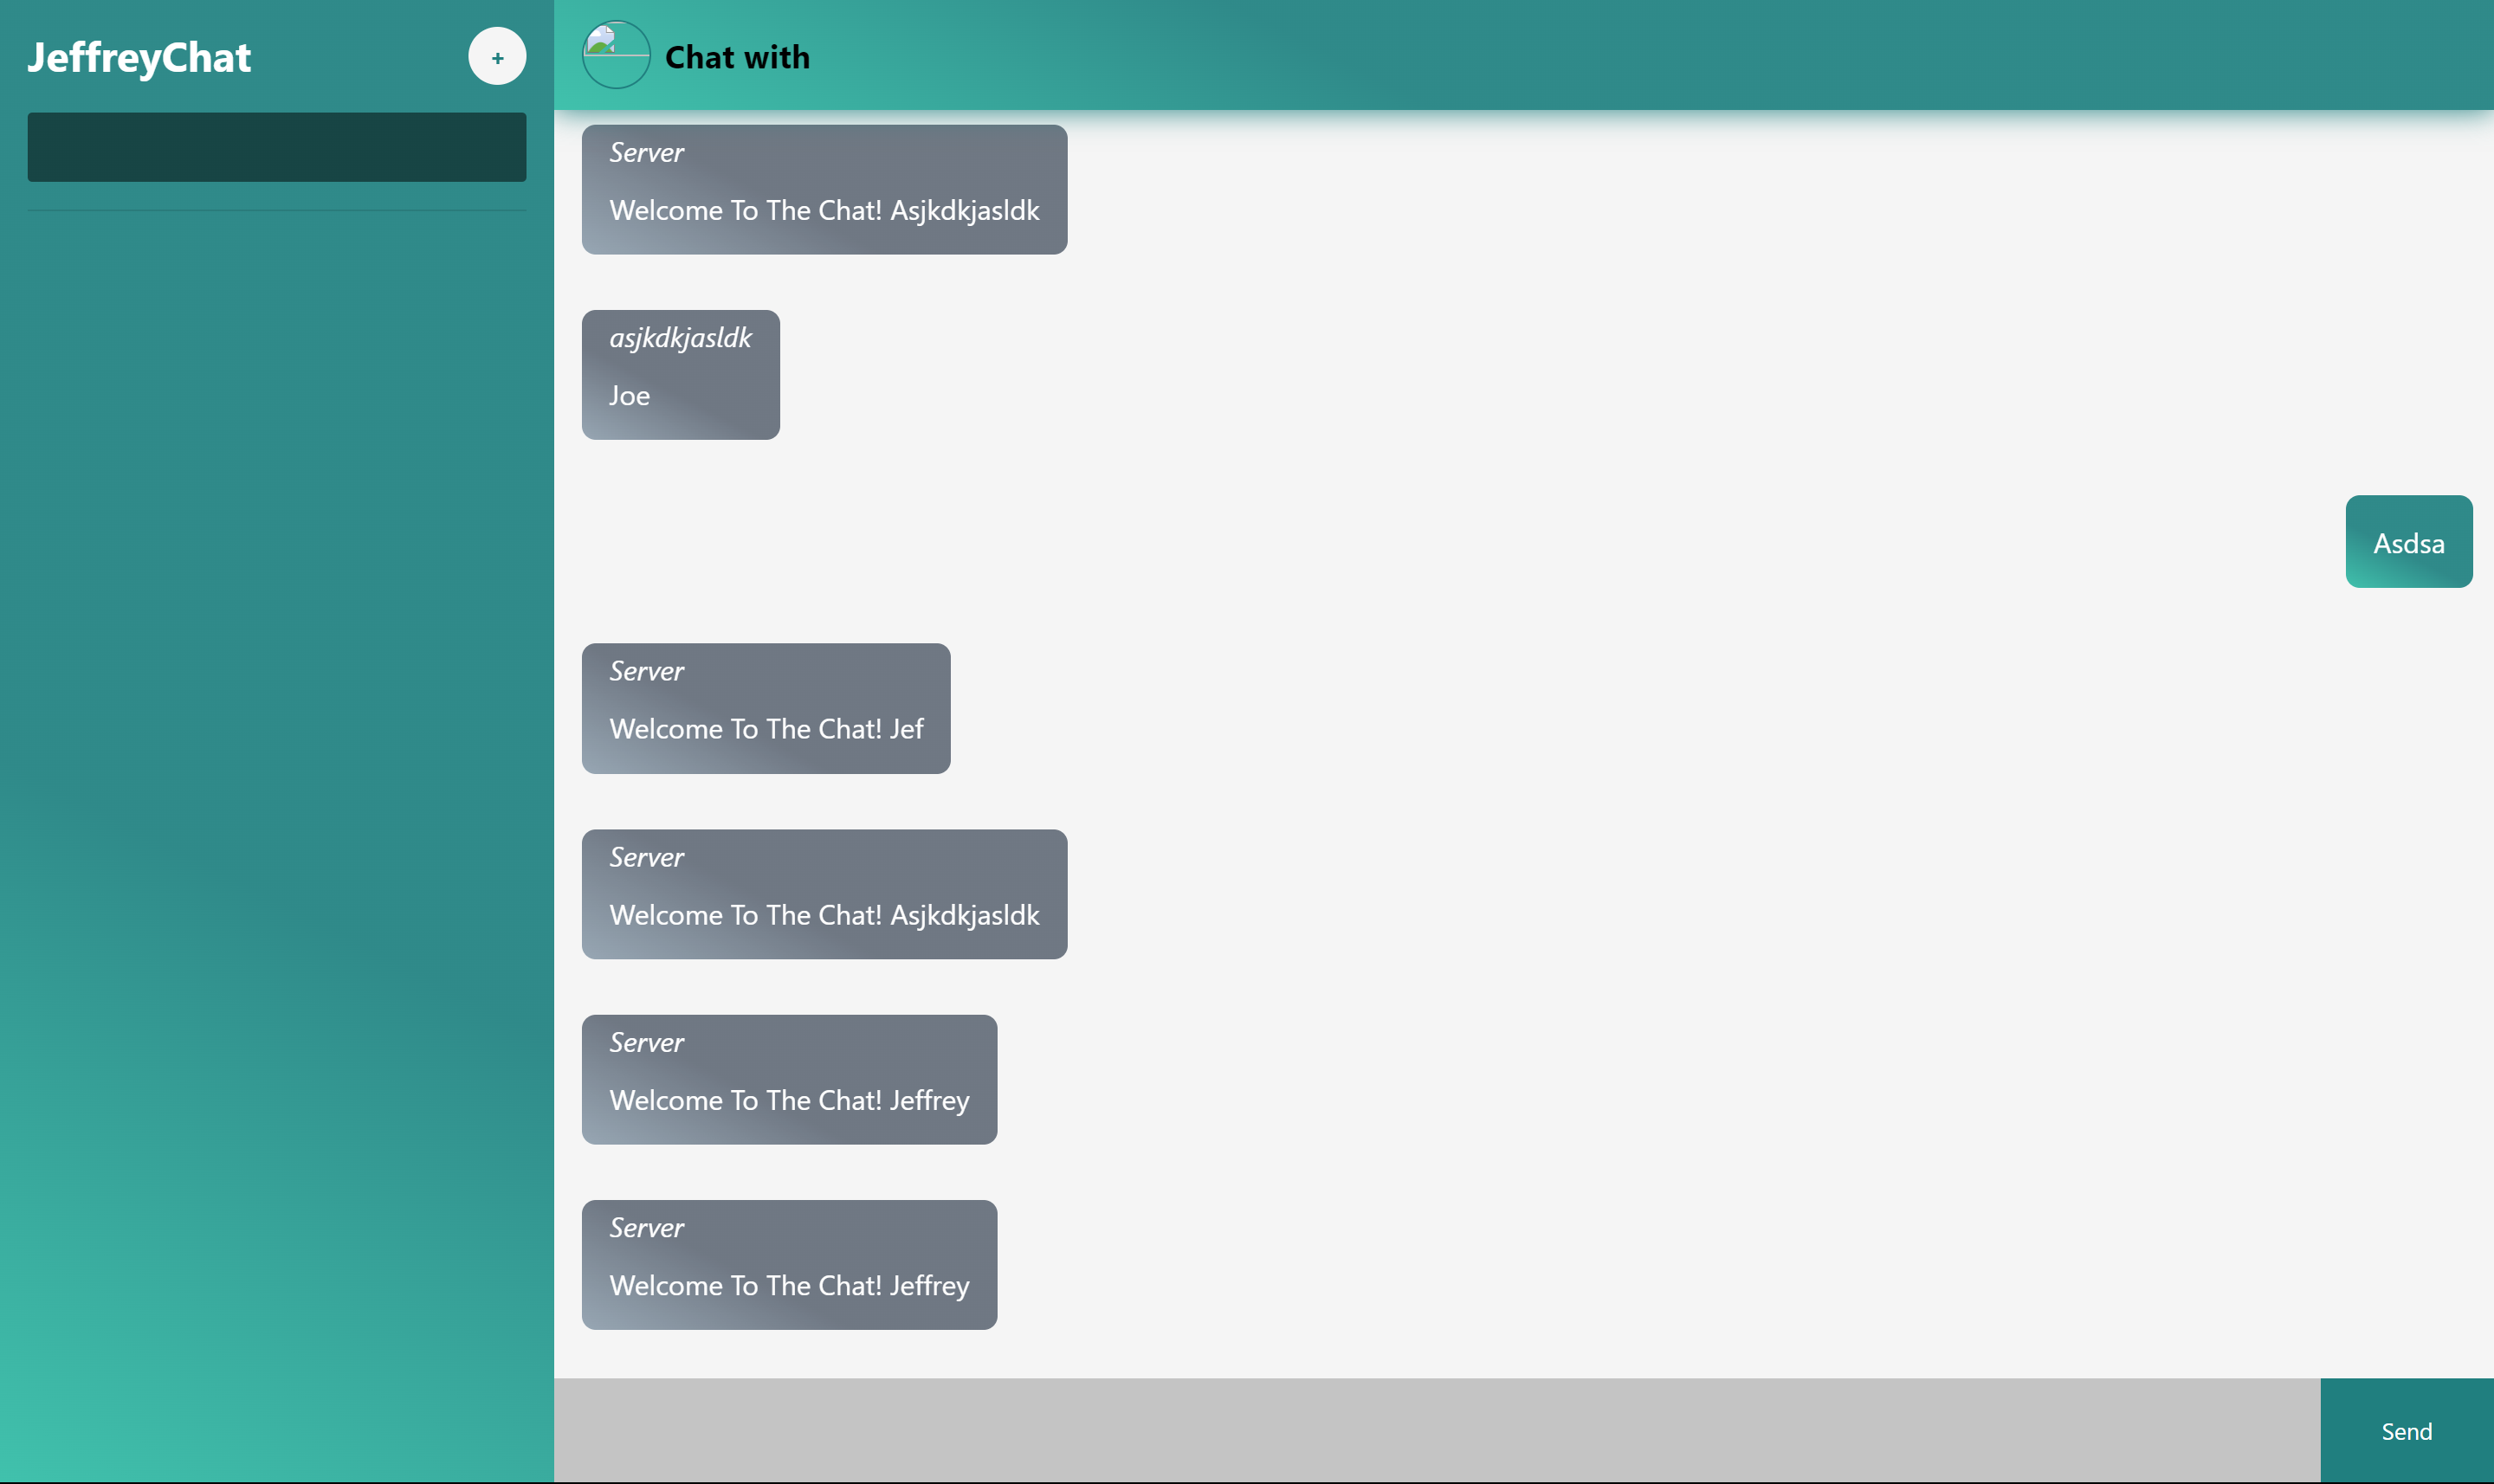 JeffreyChat
+
Chat with
Server
Welcome To The Chat! Asjkdkjasldk
asjkdkjasldk
Joe
Asdsa
Server
Welcome To The Chat! Jef
Server
Welcome To The Chat! Asjkdkjasldk
Server
Welcome To The Chat! Jeffrey
Server
Welcome To The Chat! Jeffrey
Send